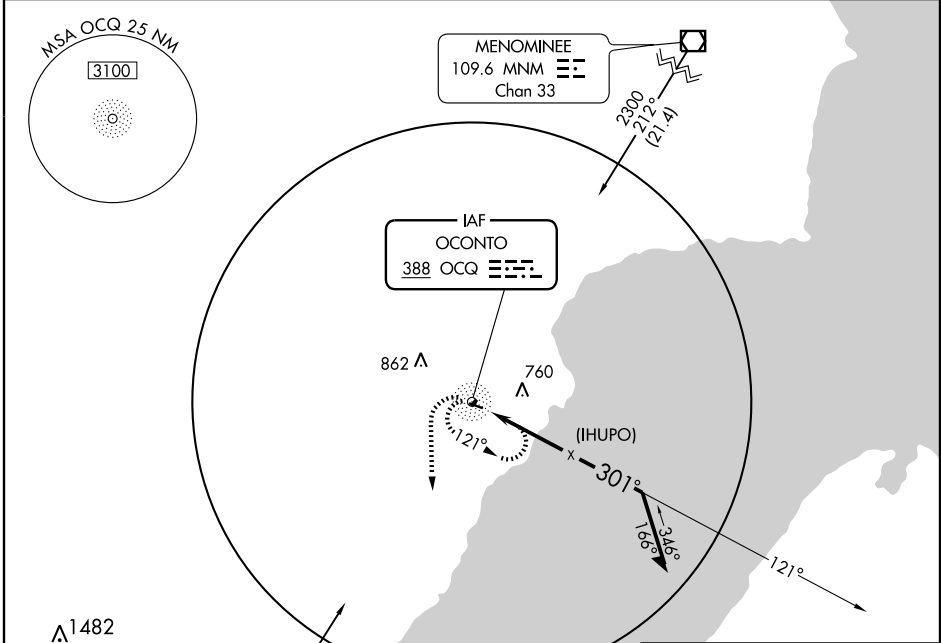 MSA OCQ 25 NM
3100
MENOMINEE
109.6 MNM
Chan 33
2300
212°
(21.4)
IAF
OCONTO
388 OCQ
862
760
121°
(IHUPO)
301°
346°
166°
121°
1482